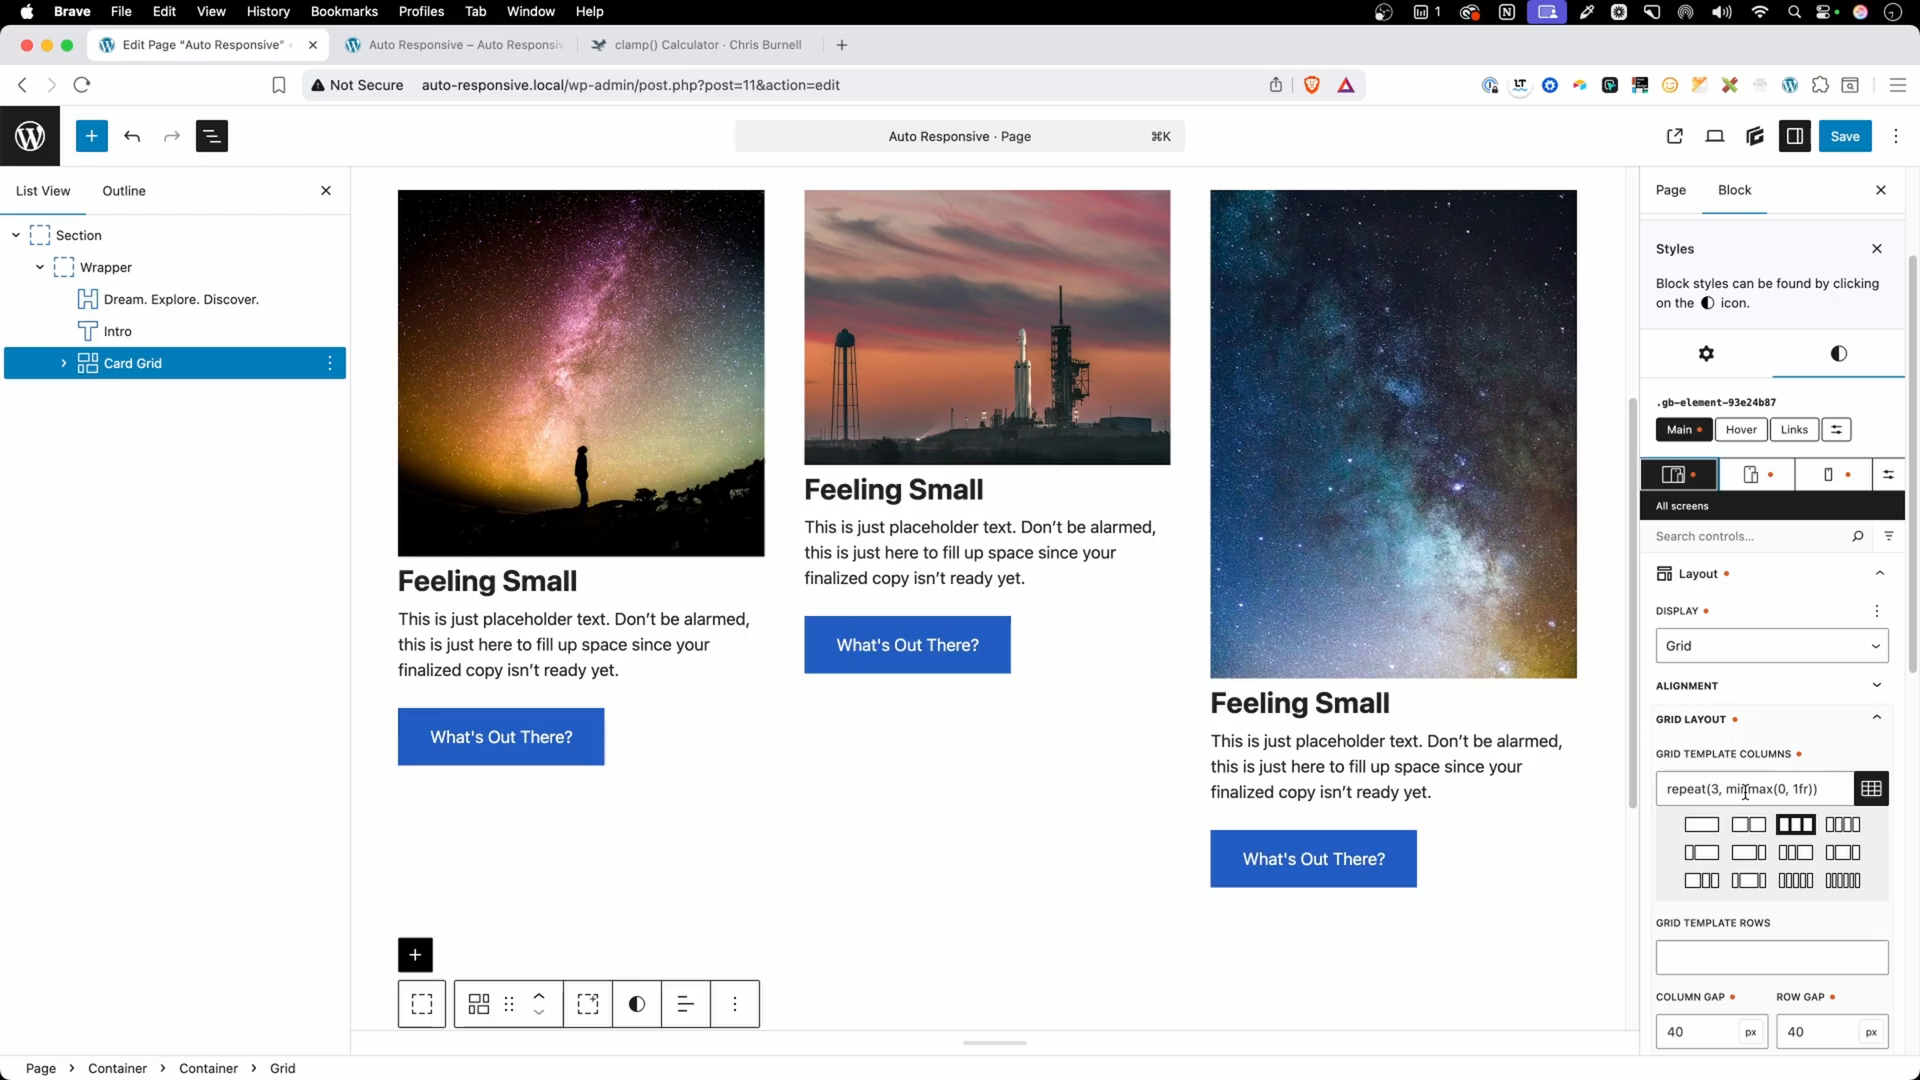 Brave File Edit View History Bookmarks Profiles Tab Window Help 1
Edit Page “Auto Responsive”
Auto Responsive – Auto Responsiv
clamp() Calculator · Chris Burnell
Not Secure auto-responsive.local/wp-admin/post.php?post=11&action=edit
Auto Responsive · Page ⌘K
Save
List View Outline
Section
Wrapper
Dream. Explore. Discover.
Intro
Card Grid
Feeling Small
This is just placeholder text. Don’t be alarmed,
this is just here to fill up space since your
finalized copy isn’t ready yet.
What's Out There?
Feeling Small
This is just placeholder text. Don’t be alarmed,
this is just here to fill up space since your
finalized copy isn’t ready yet.
What's Out There?
Feeling Small
This is just placeholder text. Don’t be alarmed,
this is just here to fill up space since your
finalized copy isn’t ready yet.
What's Out There?
Page Block
Styles
Block styles can be found by clicking
on the icon.
.gb-element-93e24b87
Main Hover Links
All screens
Search controls...
Layout
DISPLAY
Grid
ALIGNMENT
GRID LAYOUT
GRID TEMPLATE COLUMNS
repeat(3, minmax(0, 1fr))
GRID TEMPLATE ROWS
COLUMN GAP ROW GAP
40 px 40 px
Page > Container > Container > Grid